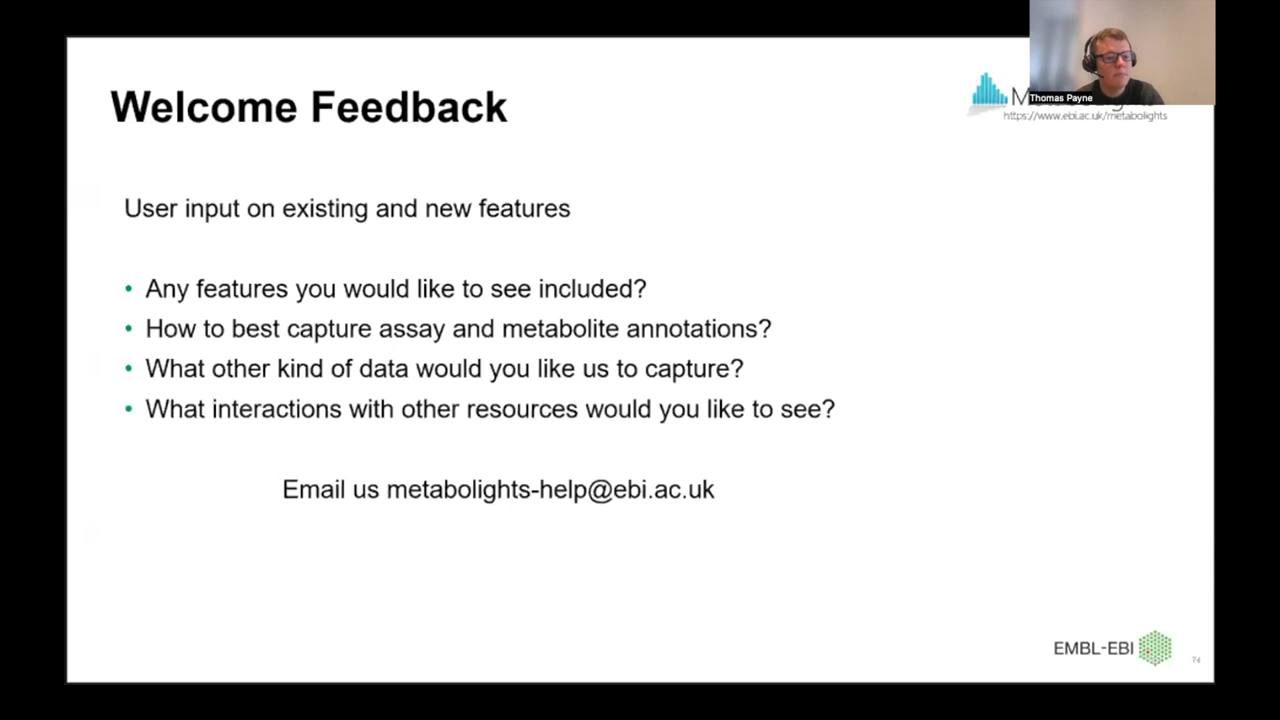 Welcome Feedback
Thomas Payne
https://www.ebi.ac.uk/metabolights
User input on existing and new features
• Any features you would like to see included?
• How to best capture assay and metabolite annotations?
• What other kind of data would you like us to capture?
• What interactions with other resources would you like to see?
Email us metabolights-help@ebi.ac.uk
EMBL-EBI
74